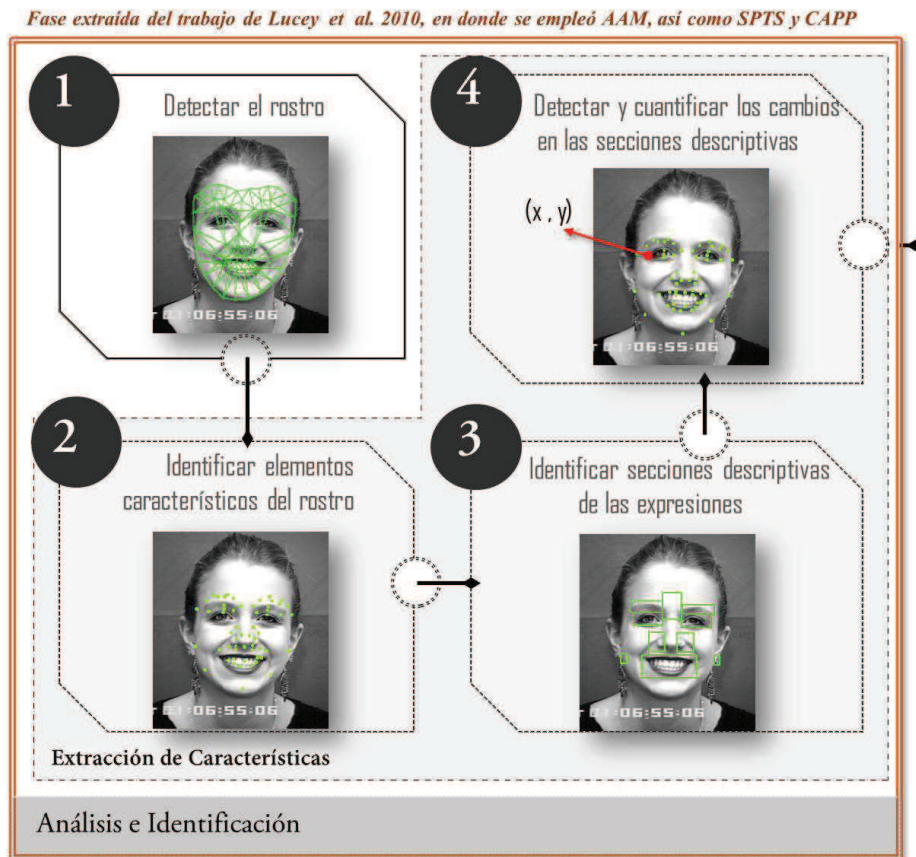 Fase extraída del trabajo de Lucey et al. 2010, en donde se empleó AAM, así como SPTS y CAPP
1
Detectar el rostro
01:06:55:06
2
Identificar elementos
característicos del rostro
01:06:55:06
3
Identificar secciones descriptivas
de las expresiones
01:06:55:06
4
Detectar y cuantificar los cambios
en las secciones descriptivas
(x , y)
01:06:55:06
Extracción de Características
Análisis e Identificación